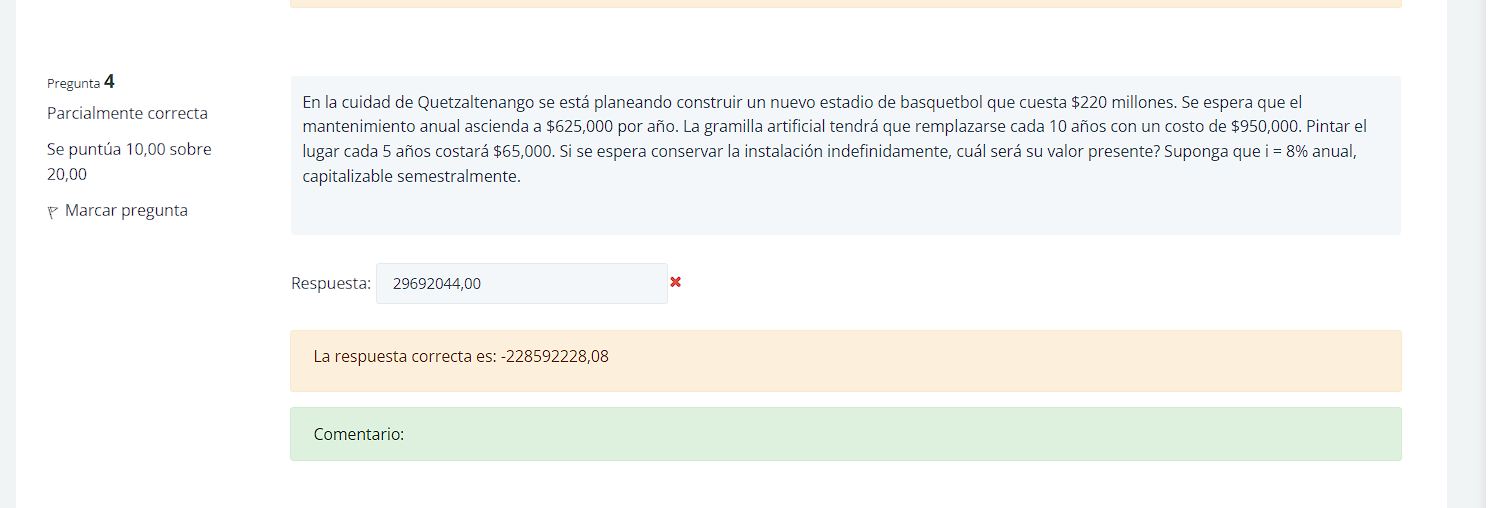 Pregunta 4
Parcialmente correcta
Se puntúa 10,00 sobre
20,00
Marcar pregunta
En la cuidad de Quetzaltenango se está planeando construir un nuevo estadio de basquetbol que cuesta $220 millones. Se espera que el
mantenimiento anual ascienda a $625,000 por año. La gramilla artificial tendrá que remplazarse cada 10 años con un costo de $950,000. Pintar el
lugar cada 5 años costará $65,000. Si se espera conservar la instalación indefinidamente, cuál será su valor presente? Suponga que i = 8% anual,
capitalizable semestralmente.
Respuesta: 29692044,00
La respuesta correcta es: -228592228,08
Comentario: